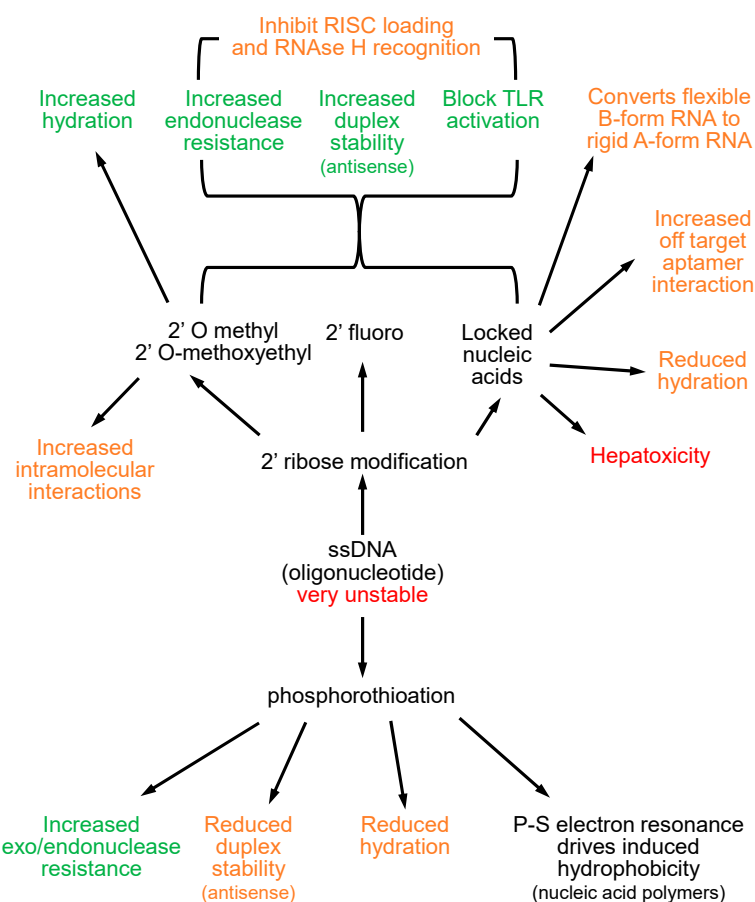 Inhibit RISC loading
and RNAse H recognition
Increased
hydration
Increased
endonuclease
resistance
Increased
duplex
stability
(antisense)
Block TLR
activation
Converts flexible
B-form RNA to
rigid A-form RNA
Increased
off target
aptamer
interaction
2' O methyl
2' O-methoxyethyl
2' fluoro
Locked
nucleic
acids
Reduced
hydration
Increased
intramolecular
interactions
2' ribose modification
Hepatoxicity
ssDNA
(oligonucleotide)
very unstable
phosphorothioation
Increased
exo/endonuclease
resistance
Reduced
duplex
stability
(antisense)
Reduced
hydration
P-S electron resonance
drives induced
hydrophobicity
(nucleic acid polymers)